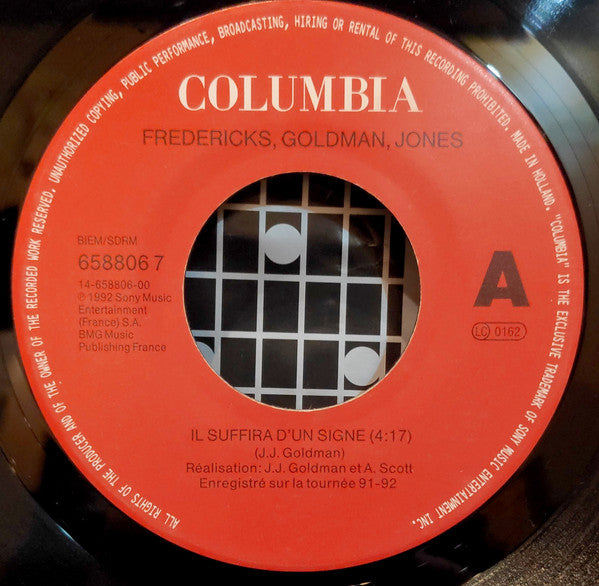 ALL RIGHTS OF THE PRODUCER AND OF THE OWNER OF THE RECORDED WORK RESERVED. UNAUTHORIZED COPYING, PUBLIC PERFORMANCE, BROADCASTING, HIRING OR RENTAL OF THIS RECORDING PROHIBITED. MADE IN HOLLAND. "COLUMBIA" IS THE EXCLUSIVE TRADEMARK OF SONY MUSIC ENTERTAINMENT INC.
COLUMBIA
FREDERICKS, GOLDMAN, JONES
BIEM/SDRM
658806 7
14-658806-00
℗ 1992 Sony Music
Entertainment
(France) S.A.
BMG Music
Publishing France
A
LC 0162
IL SUFFIRA D'UN SIGNE (4:17)
(J.J. Goldman)
Réalisation: J.J. Goldman et A. Scott
Enregistré sur la tournée 91-92